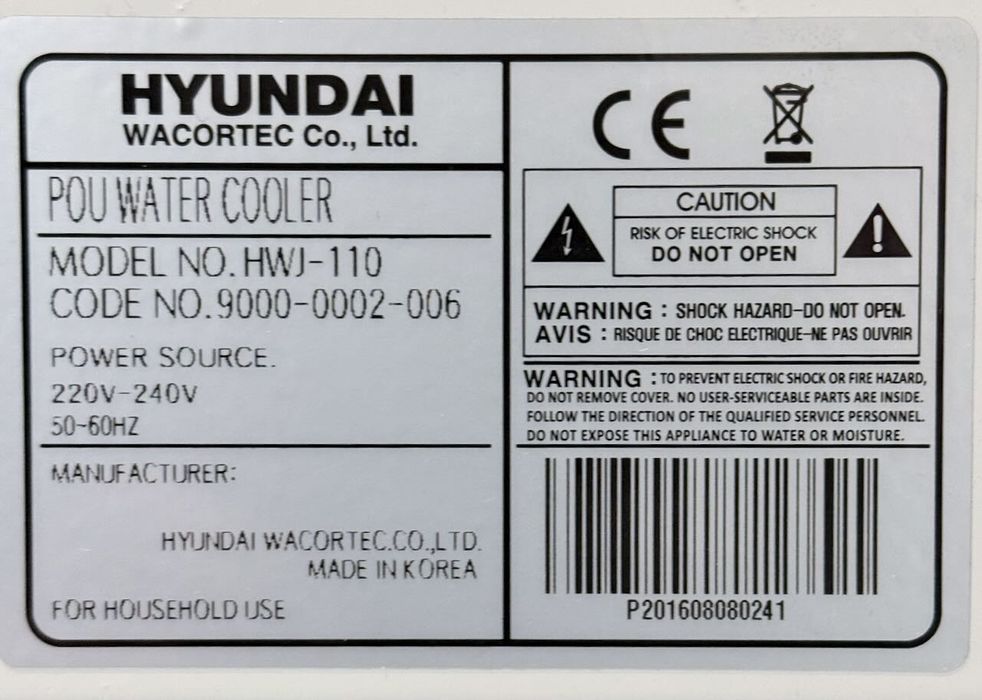 HYUNDAI
WACORTEC Co., Ltd.
POU WATER COOLER
MODEL NO. HWJ-110
CODE NO. 9000-0002-006
POWER SOURCE.
220V-240V
50~60HZ
MANUFACTURER:
HYUNDAI WACORTEC.CO.,LTD.
MADE IN KOREA
FOR HOUSEHOLD USE
CE
CAUTION
RISK OF ELECTRIC SHOCK
DO NOT OPEN
WARNING : SHOCK HAZARD-DO NOT OPEN.
AVIS : RISQUE DE CHOC ELECTRIQUE-NE PAS OUVRIR
WARNING : TO PREVENT ELECTRIC SHOCK OR FIRE HAZARD,
DO NOT REMOVE COVER. NO USER-SERVICEABLE PARTS ARE INSIDE.
FOLLOW THE DIRECTION OF THE QUALIFIED SERVICE PERSONNEL.
DO NOT EXPOSE THIS APPLIANCE TO WATER OR MOISTURE.
P201608080241